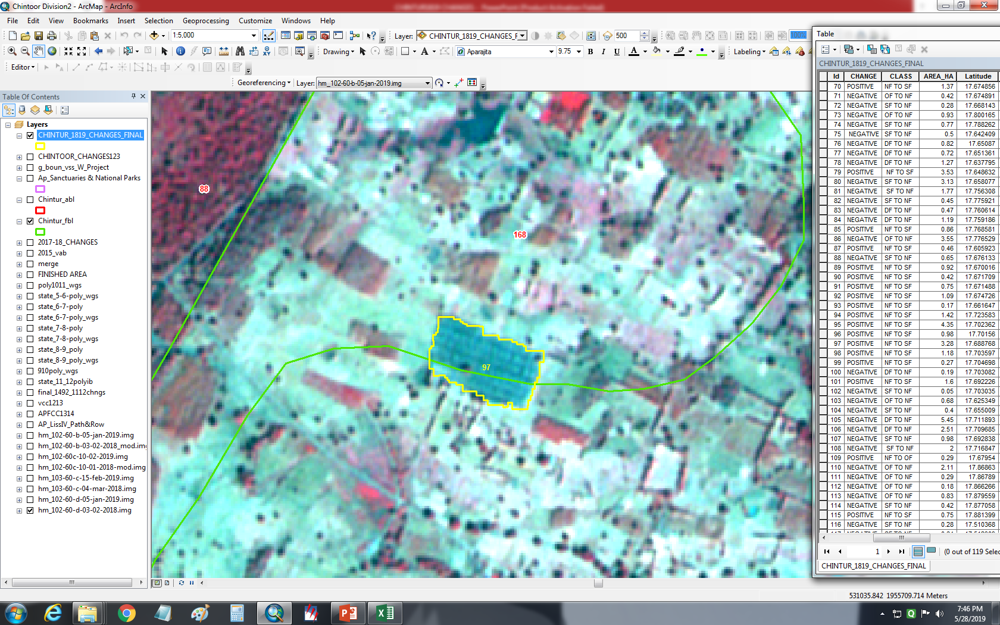 Chintoor Division2 - ArcMap - ArcInfo
File Edit View Bookmarks Insert Selection Geoprocessing Customize Windows Help
1:5,000
Layer: CHINTUR_1819_CHANGES_F
500
100%
Drawing
Aparajita
9.75
B I U A
Labeling
Editor
Georeferencing Layer: hm_102-60-b-05-jan-2019.img
Table Of Contents
Layers
CHINTUR_1819_CHANGES_FINAL
CHINTOOR_CHANGES123
g_boun_vss_W_Project
Ap_Sanctuaries & National Parks
Chintur_abl
Chintur_fbl
2017-18_CHANGES
2015_vab
merge
FINISHED AREA
poly1011_wgs
state_5-6-poly_wgs
state_6-7-poly
state_6-7-poly_wgs
state_7-8-poly
state_7-8-poly_wgs
state_8-9_poly
state_8-9_poly_wgs
910poly_wgs
state_11_12polyib
final_1492_1112chngs
vcc1213
APFCC1314
AP_LissIV_Path&Row
hm_102-60-b-05-jan-2019.img
hm_102-60-b-03-02-2018_mod.img
hm_102-60c-10-02-2019.img
hm_102-60c-10-01-2018-mod.img
hm_103-60-c-15-feb-2019.img
hm_103-60-c-04-mar-2018.img
hm_102-60-d-05-jan-2019.img
hm_102-60-d-03-02-2018.img
88
168
97
Table
CHINTUR_1819_CHANGES_FINAL
Id CHANGE CLASS AREA_HA Latitude
70 POSITIVE NF TO SF 1.37 17.674856
71 NEGATIVE OF TO NF 0.42 17.674891
72 NEGATIVE SF TO NF 0.28 17.668143
73 NEGATIVE OF TO NF 0.93 17.800165
74 NEGATIVE SF TO NF 0.77 17.788262
75 NEGATIVE SF TO NF 0.5 17.642409
76 NEGATIVE DF TO NF 0.82 17.65087
77 NEGATIVE DF TO NF 0.72 17.651361
78 NEGATIVE DF TO NF 1.27 17.637795
79 POSITIVE NF TO SF 3.53 17.648632
80 NEGATIVE SF TO NF 3.13 17.658077
81 NEGATIVE SF TO NF 1.77 17.756308
82 NEGATIVE SF TO NF 0.45 17.775921
83 NEGATIVE DF TO NF 0.47 17.760614
84 NEGATIVE DF TO NF 1.19 17.759186
85 POSITIVE NF TO SF 0.86 17.768581
86 NEGATIVE OF TO NF 3.55 17.776529
87 POSITIVE NF TO SF 0.46 17.605923
88 NEGATIVE SF TO NF 0.65 17.676133
89 POSITIVE NF TO SF 0.92 17.670016
90 POSITIVE NF TO SF 0.42 17.671709
91 POSITIVE NF TO SF 0.75 17.671488
92 POSITIVE NF TO SF 1.09 17.674726
93 POSITIVE NF TO SF 0.17 17.661647
94 POSITIVE NF TO SF 1.42 17.723583
95 POSITIVE NF TO SF 4.35 17.702362
96 POSITIVE NF TO SF 0.98 17.70156
97 POSITIVE NF TO SF 3.28 17.688768
98 POSITIVE NF TO SF 1.18 17.703597
99 POSITIVE NF TO SF 0.27 17.704698
100 NEGATIVE DF TO NF 0.19 17.703082
101 POSITIVE NF TO SF 1.6 17.692226
102 NEGATIVE SF TO NF 0.05 17.703035
103 NEGATIVE OF TO NF 0.68 17.625349
104 NEGATIVE SF TO NF 0.4 17.655009
105 NEGATIVE DF TO NF 5.45 17.711893
106 NEGATIVE DF TO NF 2.51 17.709685
107 NEGATIVE SF TO NF 0.98 17.692838
108 NEGATIVE SF TO NF 2 17.716847
109 POSITIVE NF TO OF 0.29 17.67954
110 NEGATIVE OF TO NF 2.11 17.86863
111 NEGATIVE OF TO NF 0.29 17.86789
112 NEGATIVE OF TO NF 0.18 17.866266
113 NEGATIVE OF TO NF 0.83 17.879559
114 NEGATIVE SF TO NF 0.42 17.877058
115 POSITIVE NF TO SF 0.75 17.881399
116 NEGATIVE SF TO NF 0.28 17.510368
1 (0 out of 119 Selec
CHINTUR_1819_CHANGES_FINAL
531035.842 1955709.714 Meters
7:46 PM
5/28/2019